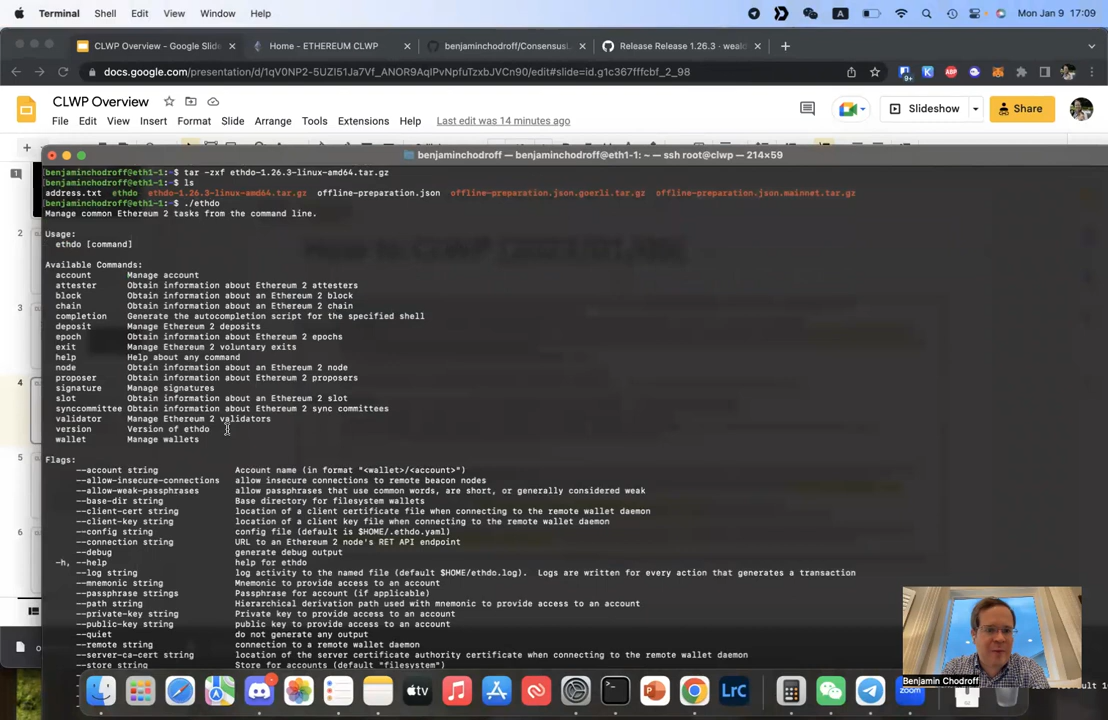 Terminal Shell Edit View Window Help
A
Mon Jan 9 17:09
CLWP Overview - Google Slide
Home - ETHEREUM CLWP
benjaminchodroff/ConsensusL
Release Release 1.26.3 · weal
docs.google.com/presentation/d/1qV0NP2-5UZI51Ja7Vf_ANOR9AqIPvNpfuTzxbJVCn90/edit#slide=id.g1c367fffcbf_2_98
9+
K
ABP
CLWP Overview
File Edit View Insert Format Slide Arrange Tools Extensions Help Last edit was 14 minutes ago
Slideshow
Share
benjaminchodroff — benjaminchodroff@eth1-1: ~ — ssh root@clwp — 214×59
[benjaminchodroff@eth1-1:~$ tar -zxf ethdo-1.26.3-linux-amd64.tar.gz
[benjaminchodroff@eth1-1:~$ ls
address.txt ethdo ethdo-1.26.3-linux-amd64.tar.gz offline-preparation.json offline-preparation.json.goerli.tar.gz offline-preparation.json.mainnet.tar.gz
[benjaminchodroff@eth1-1:~$ ./ethdo
Manage common Ethereum 2 tasks from the command line.
Usage:
ethdo [command]
Available Commands:
account Manage account
attester Obtain information about Ethereum 2 attesters
block Obtain information about an Ethereum 2 block
chain Obtain information about an Ethereum 2 chain
completion Generate the autocompletion script for the specified shell
deposit Manage Ethereum 2 deposits
epoch Obtain information about Ethereum 2 epochs
exit Manage Ethereum 2 voluntary exits
help Help about any command
node Obtain information about an Ethereum 2 node
proposer Obtain information about Ethereum 2 proposers
signature Manage signatures
slot Obtain information about an Ethereum 2 slot
synccommittee Obtain information about Ethereum 2 sync committees
validator Manage Ethereum 2 validators
version Version of ethdo
wallet Manage wallets
Flags:
--account string Account name (in format "<wallet>/<account>")
--allow-insecure-connections allow insecure connections to remote beacon nodes
--allow-weak-passphrases allow passphrases that use common words, are short, or generally considered weak
--base-dir string Base directory for filesystem wallets
--client-cert string location of a client certificate file when connecting to the remote wallet daemon
--client-key string location of a client key file when connecting to the remote wallet daemon
--config string config file (default is $HOME/.ethdo.yaml)
--connection string URL to an Ethereum 2 node's RET API endpoint
--debug generate debug output
-h, --help help for ethdo
--log string log activity to the named file (default $HOME/ethdo.log). Logs are written for every action that generates a transaction
--mnemonic string Mnemonic to provide access to an account
--passphrase strings Passphrase for account (if applicable)
--path string Hierarchical derivation path used with mnemonic to provide access to an account
--private-key string Private key to provide access to an account
--public-key string public key to provide access to an account
--quiet do not generate any output
--remote string connection to a remote wallet daemon
--server-ca-cert string location of the server certificate authority certificate when connecting to the remote wallet daemon
--store string Store for accounts (default "filesystem")
1
2
3
4
5
6
Benjamin Chodroff
tv
LrC
zoom